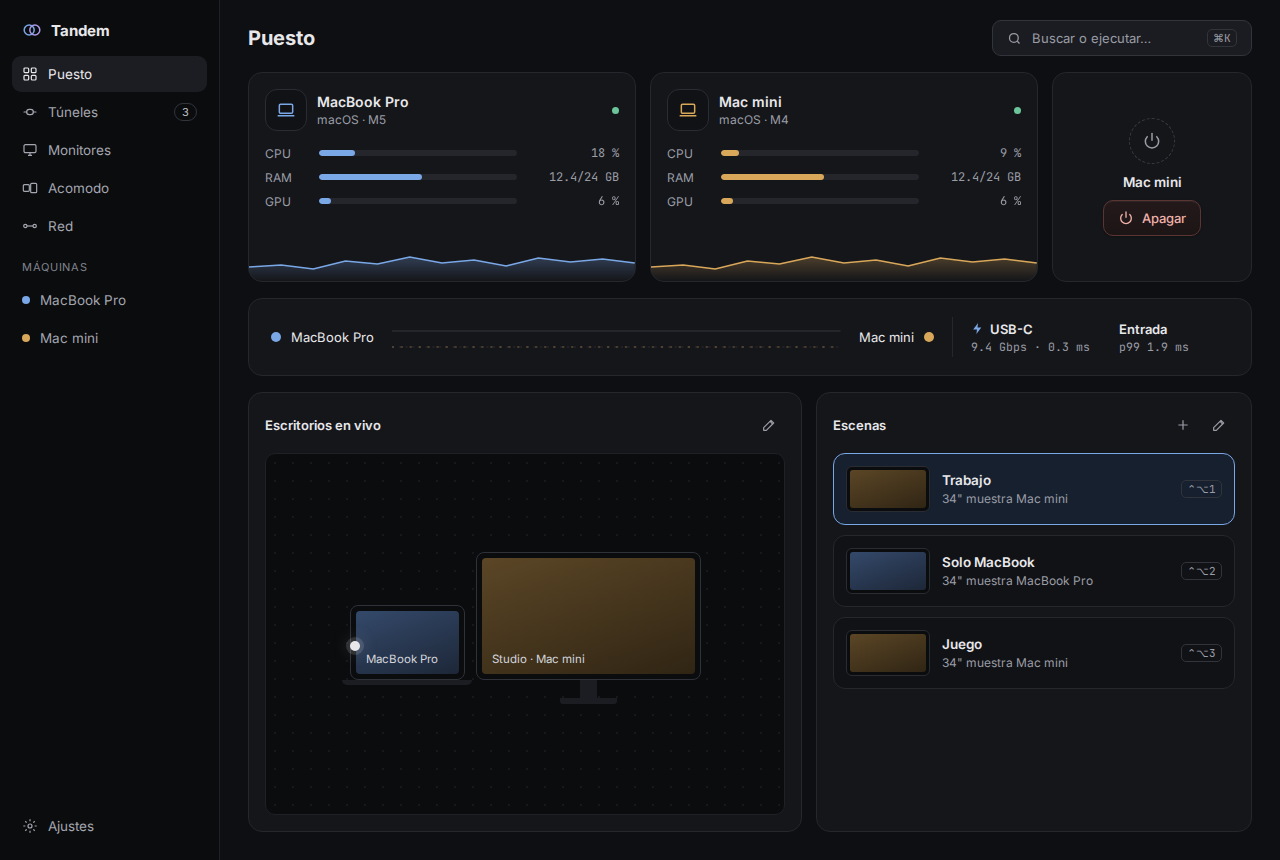 Tandem
Puesto
Túneles
3
Monitores
Acomodo
Red
MÁQUINAS
MacBook Pro
Mac mini
Ajustes
Puesto
Buscar o ejecutar...
⌘K
MacBook Pro
macOS · M5
CPU
18 %
RAM
12.4/24 GB
GPU
6 %
Mac mini
macOS · M4
CPU
9 %
RAM
12.4/24 GB
GPU
6 %
Mac mini
Apagar
MacBook Pro
Mac mini
USB-C
9.4 Gbps · 0.3 ms
Entrada
p99 1.9 ms
Escritorios en vivo
MacBook Pro
Studio · Mac mini
Escenas
Trabajo
34" muestra Mac mini
⌃⌥1
Solo MacBook
34" muestra MacBook Pro
⌃⌥2
Juego
34" muestra Mac mini
⌃⌥3